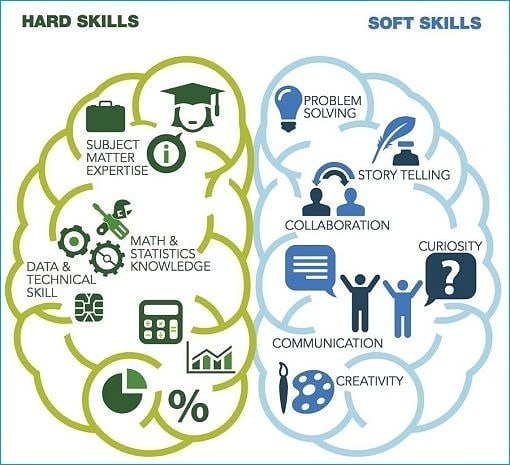 HARD SKILLS
SOFT SKILLS
SUBJECT
MATTER
EXPERTISE
i
MATH &
STATISTICS
KNOWLEDGE
DATA &
TECHNICAL
SKILL
%
PROBLEM
SOLVING
STORY TELLING
COLLABORATION
CURIOSITY
?
COMMUNICATION
CREATIVITY